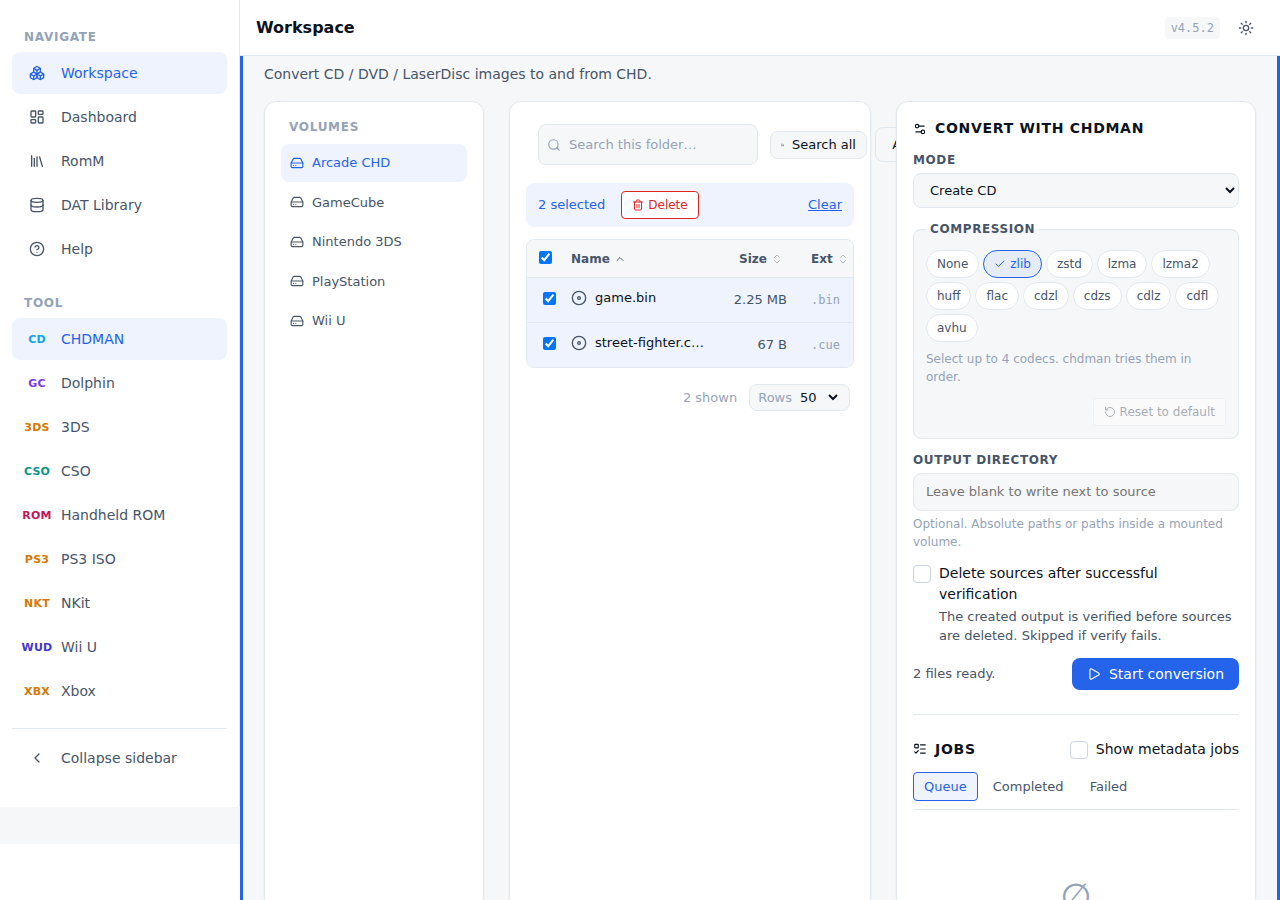 NAVIGATE
Workspace
Dashboard
RomM
DAT Library
Help
TOOL
CD CHDMAN
GC Dolphin
3DS 3DS
CSO CSO
ROM Handheld ROM
PS3 PS3 ISO
NKT NKit
WUD Wii U
XBX Xbox
Collapse sidebar
Workspace
v4.5.2
Convert CD / DVD / LaserDisc images to and from CHD.
VOLUMES
Arcade CHD
GameCube
Nintendo 3DS
PlayStation
Wii U
Search this folder…
Search all
2 selected
Delete
Clear
Name Size Ext
game.bin 2.25 MB .bin
street-fighter.c… 67 B .cue
2 shown Rows 50
CONVERT WITH CHDMAN
MODE
Create CD
COMPRESSION
None zlib zstd lzma lzma2
huff flac cdzl cdzs cdlz cdfl
avhu
Select up to 4 codecs. chdman tries them in
order.
Reset to default
OUTPUT DIRECTORY
Leave blank to write next to source
Optional. Absolute paths or paths inside a mounted
volume.
Delete sources after successful
verification
The created output is verified before sources
are deleted. Skipped if verify fails.
2 files ready.
Start conversion
JOBS
Show metadata jobs
Queue Completed Failed